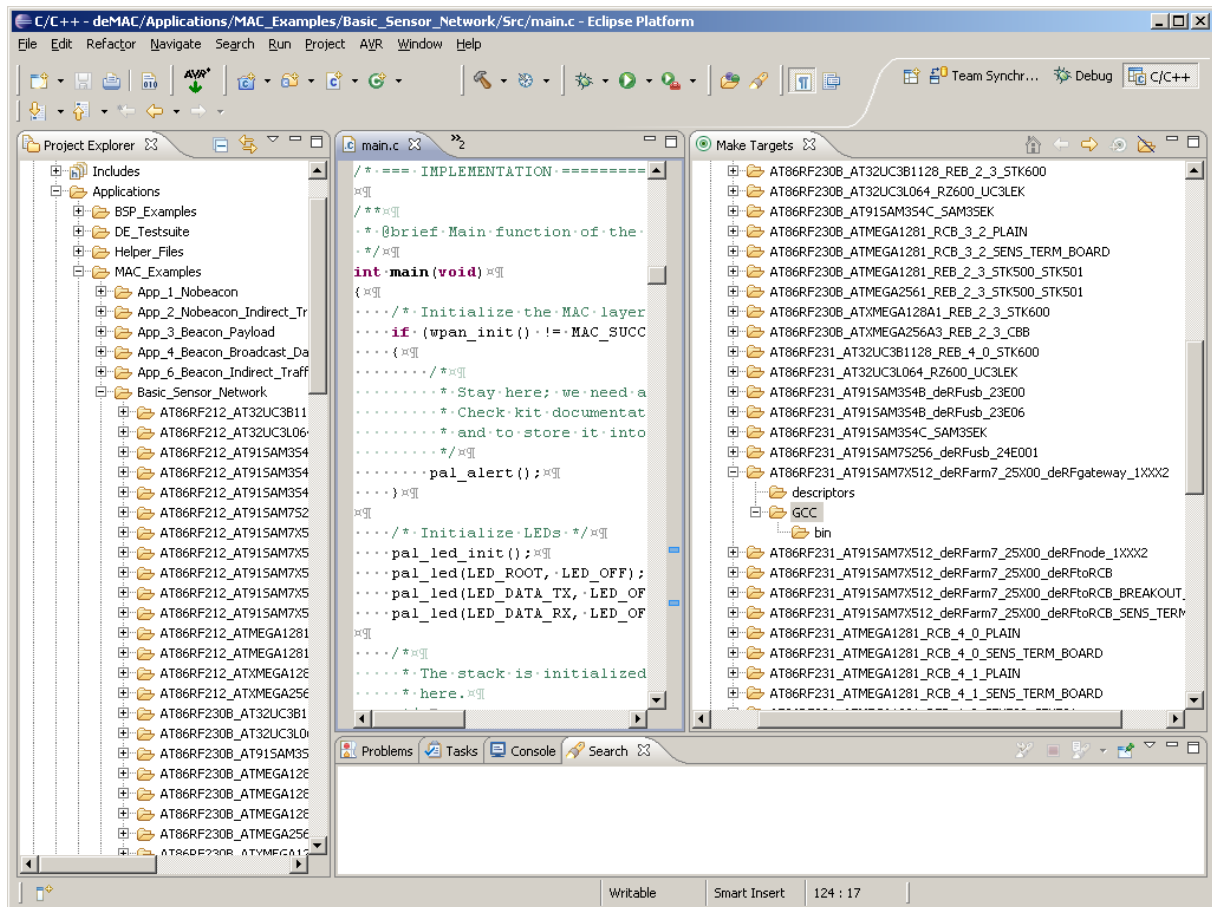 C/C++ - deMAC/Applications/MAC_Examples/Basic_Sensor_Network/Src/main.c - Eclipse Platform
File Edit Refactor Navigate Search Run Project AVR Window Help
AVR
Team Synchr... Debug C/C++
Project Explorer
Includes
Applications
BSP_Examples
DE_Testsuite
Helper_Files
MAC_Examples
App_1_Nobeacon
App_2_Nobeacon_Indirect_Tr
App_3_Beacon_Payload
App_4_Beacon_Broadcast_Da
App_6_Beacon_Indirect_Traff
Basic_Sensor_Network
AT86RF212_AT32UC3B11
AT86RF212_AT32UC3L06
AT86RF212_AT91SAM3S4
AT86RF212_AT91SAM3S4
AT86RF212_AT91SAM3S4
AT86RF212_AT91SAM7S2
AT86RF212_AT91SAM7X5
AT86RF212_AT91SAM7X5
AT86RF212_AT91SAM7X5
AT86RF212_AT91SAM7X5
AT86RF212_AT91SAM7X5
AT86RF212_ATMEGA1281
AT86RF212_ATMEGA1281
AT86RF212_ATXMEGA128
AT86RF212_ATXMEGA256
AT86RF230B_AT32UC3B1
AT86RF230B_AT32UC3L0
AT86RF230B_AT91SAM3S
AT86RF230B_ATMEGA128
AT86RF230B_ATMEGA128
AT86RF230B_ATMEGA128
AT86RF230B_ATMEGA256
AT86RF230B_ATXMEGA12
main.c
2
/*·===·IMPLEMENTATION·=========
¤¶
/**¤¶
·*·@brief·Main·function·of·the·
·*/¤¶
int·main(void)¤¶
{¤¶
····/*·Initialize·the·MAC·layer
····if·(wpan_init()·!=·MAC_SUCC
····{¤¶
········/*¤¶
·········*·Stay·here;·we·need·a
·········*·Check·kit·documentat
·········*·and·to·store·it·into
·········*/¤¶
········pal_alert();¤¶
····}¤¶
¤¶
····/*·Initialize·LEDs·*/¤¶
····pal_led_init();¤¶
····pal_led(LED_ROOT,·LED_OFF);
····pal_led(LED_DATA_TX,·LED_OF
····pal_led(LED_DATA_RX,·LED_OF
¤¶
····/*¤¶
·····*·The·stack·is·initialized
·····*·here.¤¶
Make Targets
AT86RF230B_AT32UC3B1128_REB_2_3_STK600
AT86RF230B_AT32UC3L064_RZ600_UC3LEK
AT86RF230B_AT91SAM3S4C_SAM3SEK
AT86RF230B_ATMEGA1281_RCB_3_2_PLAIN
AT86RF230B_ATMEGA1281_RCB_3_2_SENS_TERM_BOARD
AT86RF230B_ATMEGA1281_REB_2_3_STK500_STK501
AT86RF230B_ATMEGA2561_REB_2_3_STK500_STK501
AT86RF230B_ATXMEGA128A1_REB_2_3_STK600
AT86RF230B_ATXMEGA256A3_REB_2_3_CBB
AT86RF231_AT32UC3B1128_REB_4_0_STK600
AT86RF231_AT32UC3L064_RZ600_UC3LEK
AT86RF231_AT91SAM3S4B_deRFusb_23E00
AT86RF231_AT91SAM3S4B_deRFusb_23E06
AT86RF231_AT91SAM3S4C_SAM3SEK
AT86RF231_AT91SAM7S256_deRFusb_24E001
AT86RF231_AT91SAM7X512_deRFarm7_25X00_deRFgateway_1XXX2
descriptors
GCC
bin
AT86RF231_AT91SAM7X512_deRFarm7_25X00_deRFnode_1XXX2
AT86RF231_AT91SAM7X512_deRFarm7_25X00_deRFtoRCB
AT86RF231_AT91SAM7X512_deRFarm7_25X00_deRFtoRCB_BREAKOUT_
AT86RF231_AT91SAM7X512_deRFarm7_25X00_deRFtoRCB_SENS_TERM
AT86RF231_ATMEGA1281_RCB_4_0_PLAIN
AT86RF231_ATMEGA1281_RCB_4_0_SENS_TERM_BOARD
AT86RF231_ATMEGA1281_RCB_4_1_PLAIN
AT86RF231_ATMEGA1281_RCB_4_1_SENS_TERM_BOARD
Problems Tasks Console Search
Writable Smart Insert 124 : 17